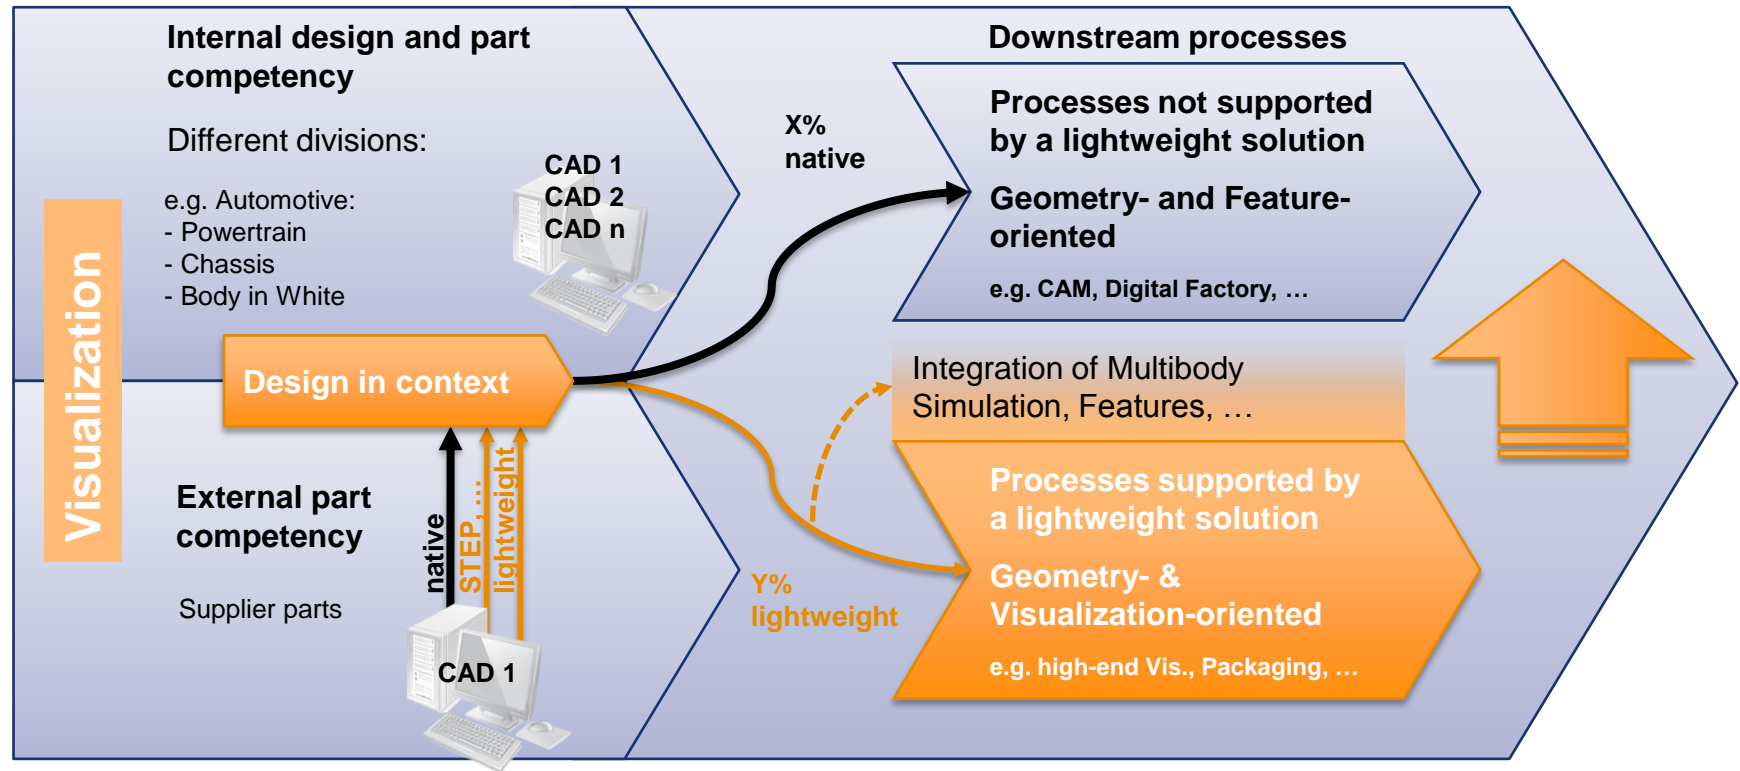 Internal design and part
competency
Different divisions:
e.g. Automotive:
- Powertrain
- Chassis
- Body in White
CAD 1
CAD 2
CAD n
Visualization
Design in context
External part
competency
Supplier parts
native
STEP, …
lightweight
CAD 1
Downstream processes
X%
native
Processes not supported
by a lightweight solution
Geometry- and Feature-
oriented
e.g. CAM, Digital Factory, …
Integration of Multibody
Simulation, Features, …
Y%
lightweight
Processes supported by
a lightweight solution
Geometry- &
Visualization-oriented
e.g. high-end Vis., Packaging, …